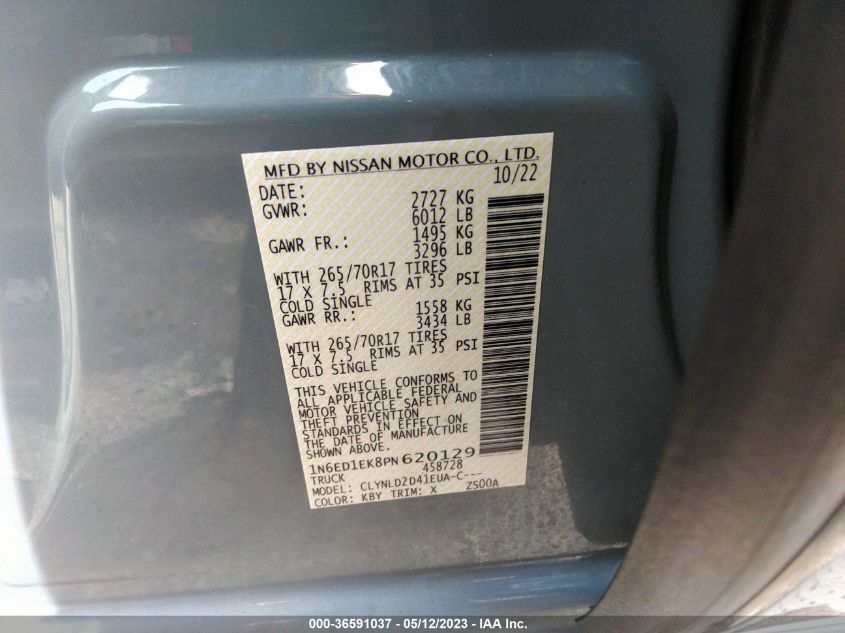 MFD BY NISSAN MOTOR CO., LTD.
DATE: 10/22
GVWR: 2727 KG
6012 LB
GAWR FR.: 1495 KG
3296 LB
WITH 265/70R17 TIRES
17 X 7.5 RIMS AT 35 PSI
COLD SINGLE
GAWR RR.: 1558 KG
3434 LB
WITH 265/70R17 TIRES
17 X 7.5 RIMS AT 35 PSI
COLD SINGLE
THIS VEHICLE CONFORMS TO
ALL APPLICABLE FEDERAL
MOTOR VEHICLE SAFETY AND
THEFT PREVENTION
STANDARDS IN EFFECT ON
THE DATE OF MANUFACTURE
SHOWN ABOVE.
1N6ED1EK8PN620129
TRUCK 458728
MODEL: CLYNLD2D41EUA-C---
COLOR: KBY TRIM: X ZS00A
000-36591037 - 05/12/2023 - IAA Inc.